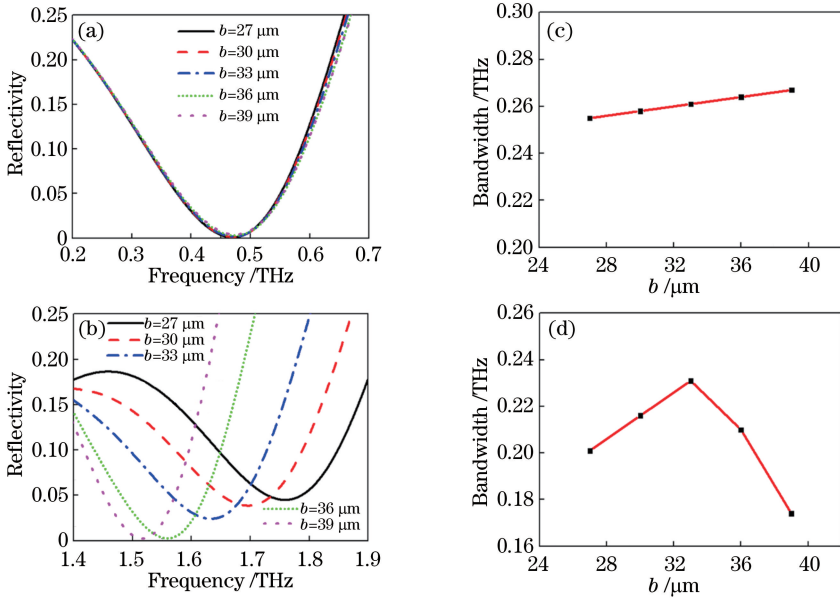 (a)
b=27 μm
b=30 μm
b=33 μm
b=36 μm
b=39 μm
0.25
0.20
0.15
0.10
0.05
0
Reflectivity
0.2 0.3 0.4 0.5 0.6 0.7
Frequency /THz
(c)
0.30
0.28
0.26
0.24
0.22
0.20
Bandwidth /THz
24 28 32 36 40
b /μm
(b)
b=27 μm
b=30 μm
b=33 μm
b=36 μm
b=39 μm
0.25
0.20
0.15
0.10
0.05
0
Reflectivity
1.4 1.5 1.6 1.7 1.8 1.9
Frequency /THz
(d)
0.26
0.24
0.22
0.20
0.18
0.16
Bandwidth /THz
24 28 32 36 40
b /μm